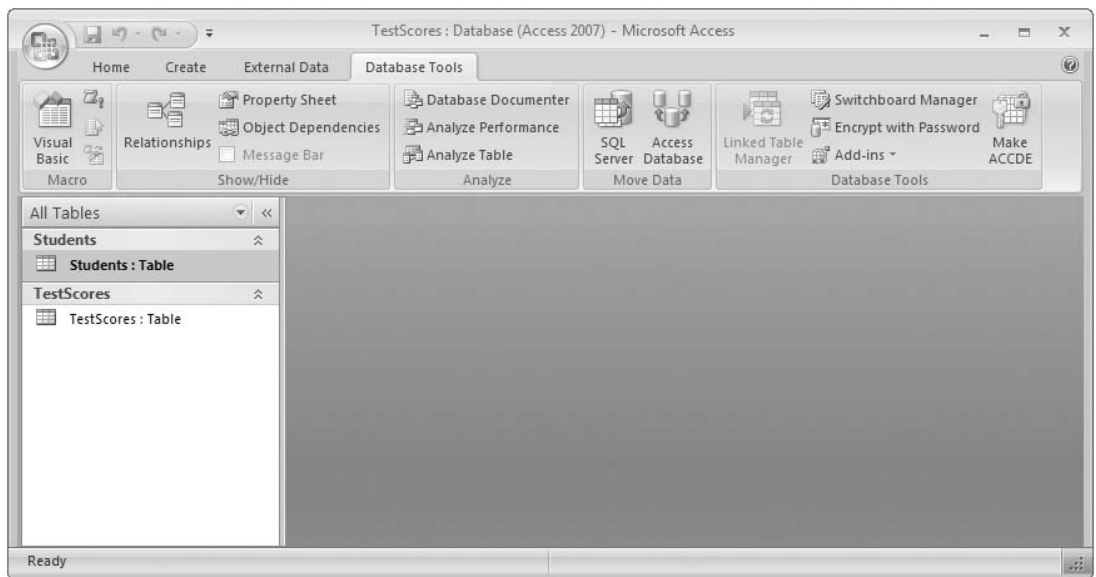 TestScores : Database (Access 2007) - Microsoft Access
Home Create External Data Database Tools
Visual Basic
Macro
Relationships
Property Sheet
Object Dependencies
Message Bar
Show/Hide
Database Documenter
Analyze Performance
Analyze Table
Analyze
SQL Server
Access Database
Move Data
Linked Table Manager
Switchboard Manager
Encrypt with Password
Add-ins
Make ACCDE
Database Tools
All Tables
Students
Students : Table
TestScores
TestScores : Table
Ready